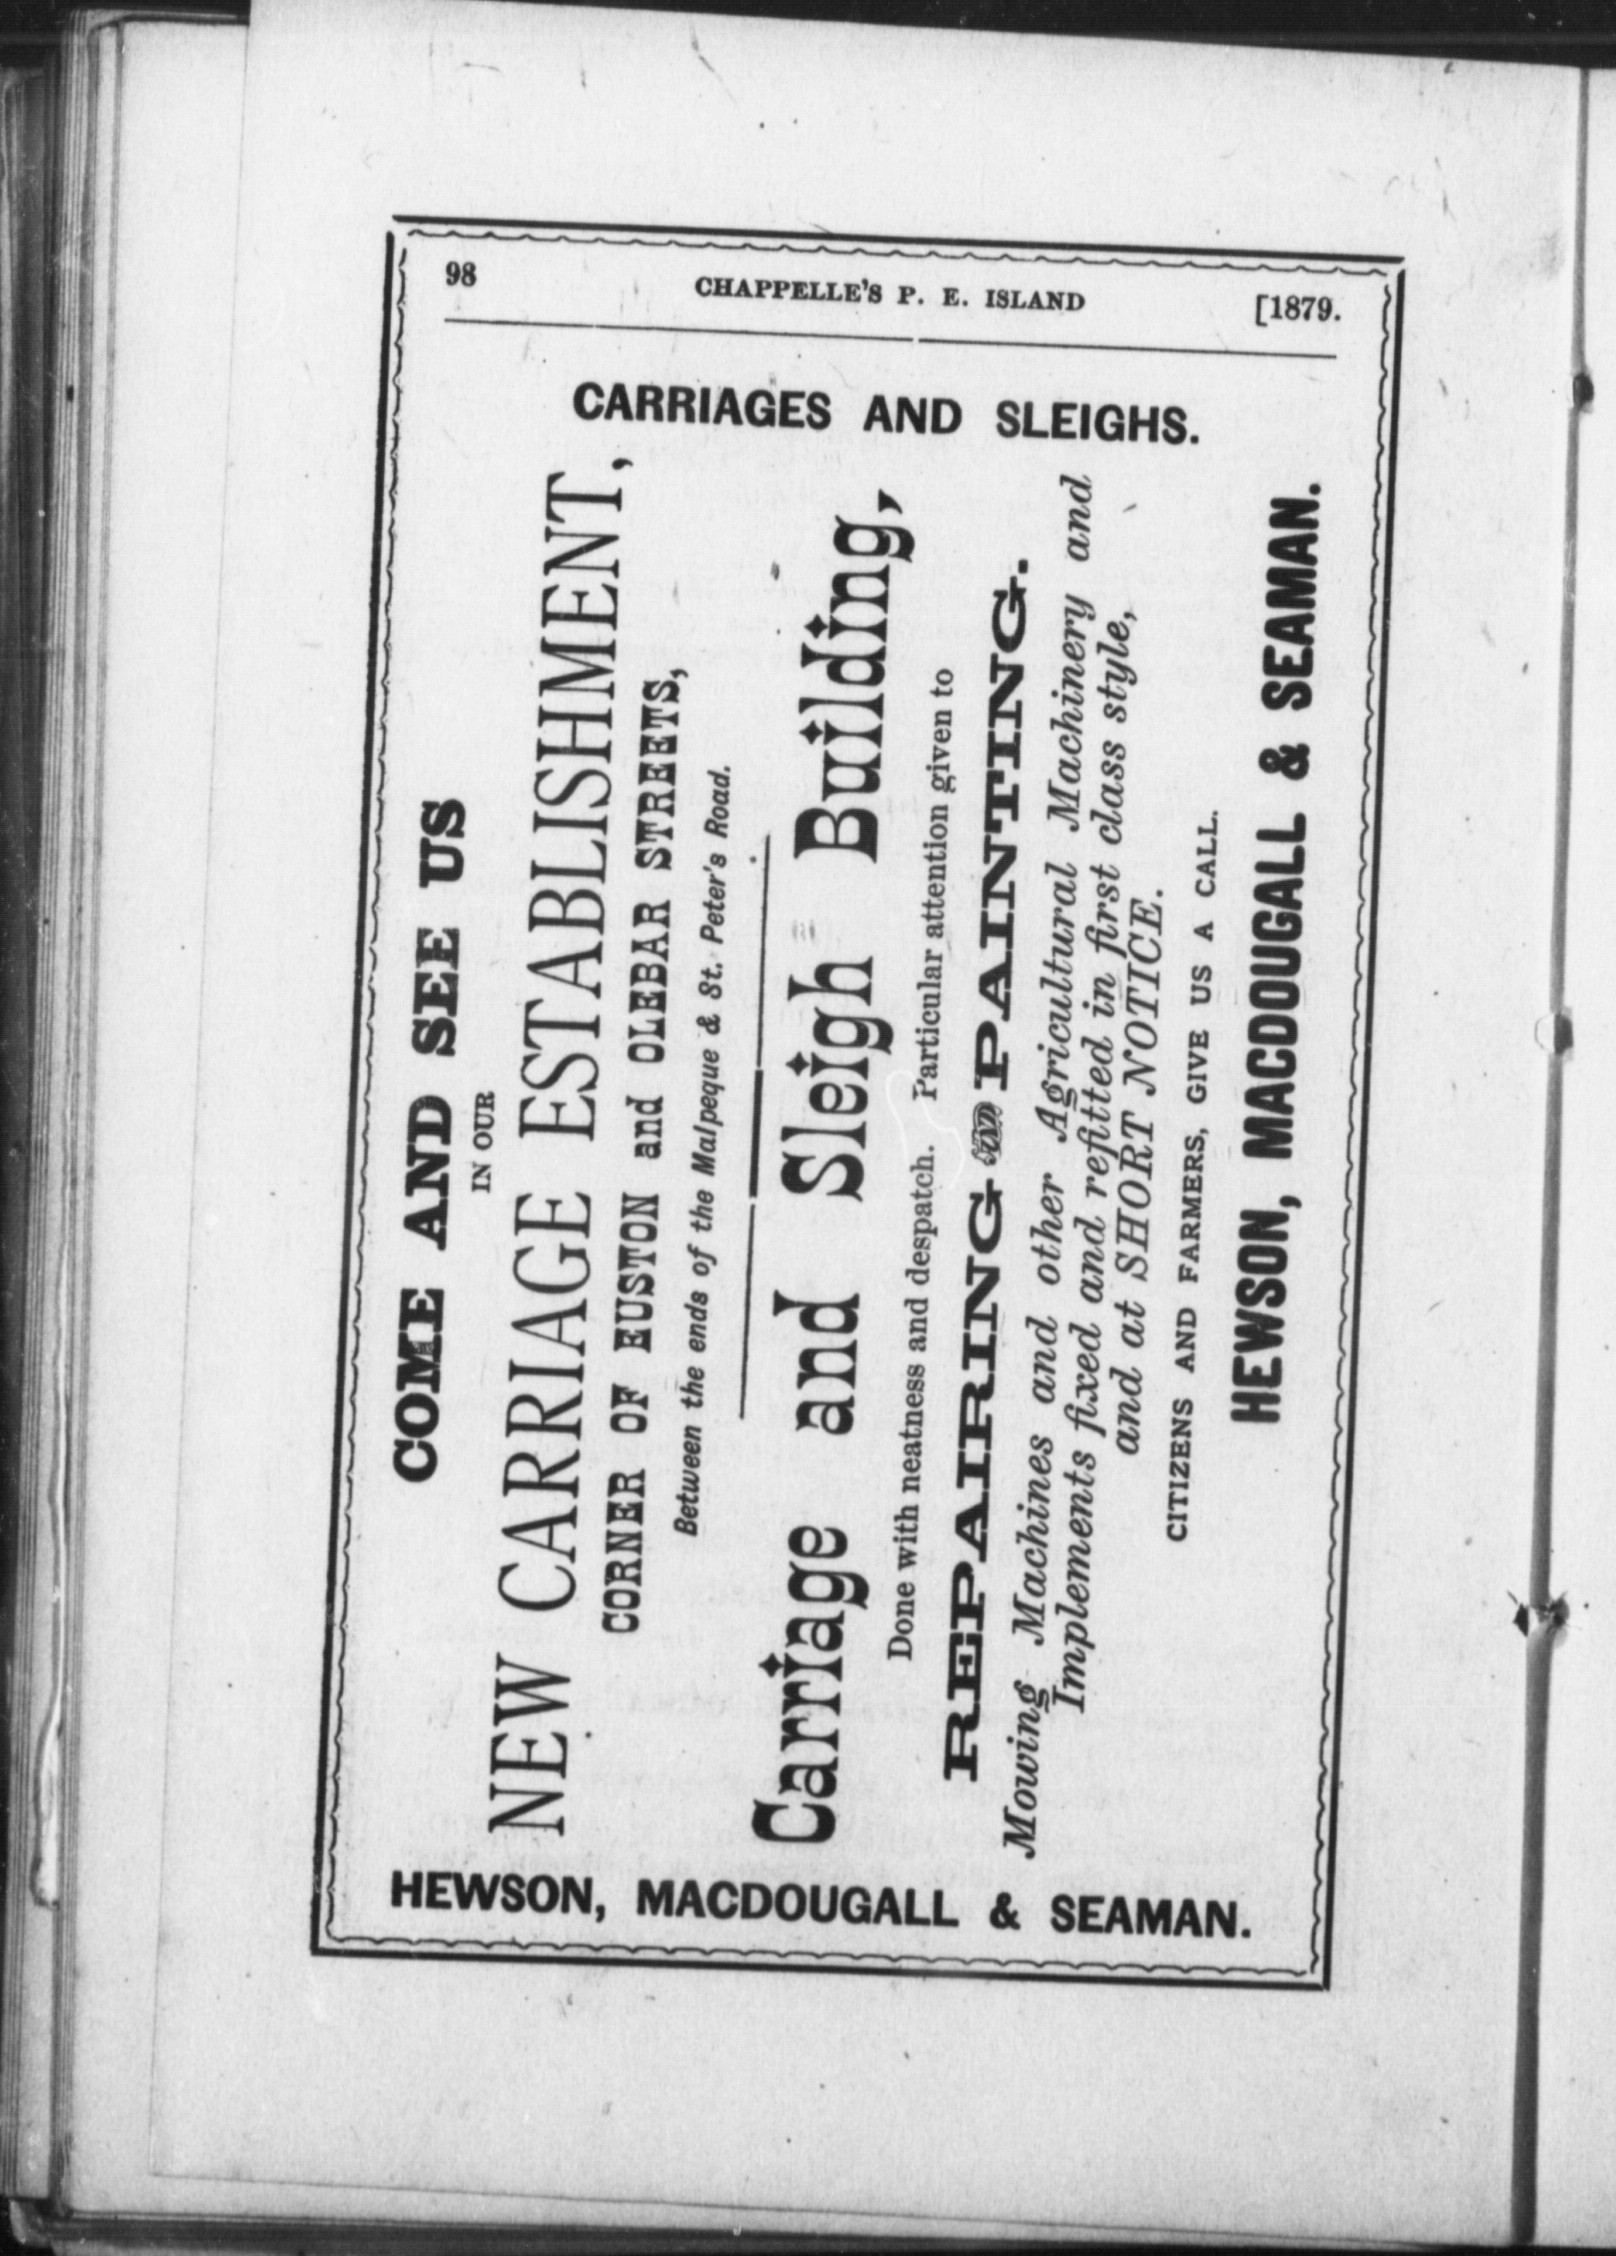 98 CHAPPELLE'S P. E. ISLAND [1879.
CARRIAGES AND SLEIGHS.
COME AND SEE US
IN OUR
NEW CARRIAGE ESTABLISHMENT,
CORNER OF EUSTON and OLEBAR STREETS,
Between the ends of the Malpeque & St. Peter's Road.
Carriage and Sleigh Building,
Done with neatness and despatch. Particular attention given to
REPAIRING AND PAINTING.
Mowing Machines and other Agricultural Machinery and
Implements fixed and refitted in first class style,
and at SHORT NOTICE.
CITIZENS AND FARMERS, GIVE US A CALL.
HEWSON, MACDOUGALL & SEAMAN.
HEWSON, MACDOUGALL & SEAMAN.